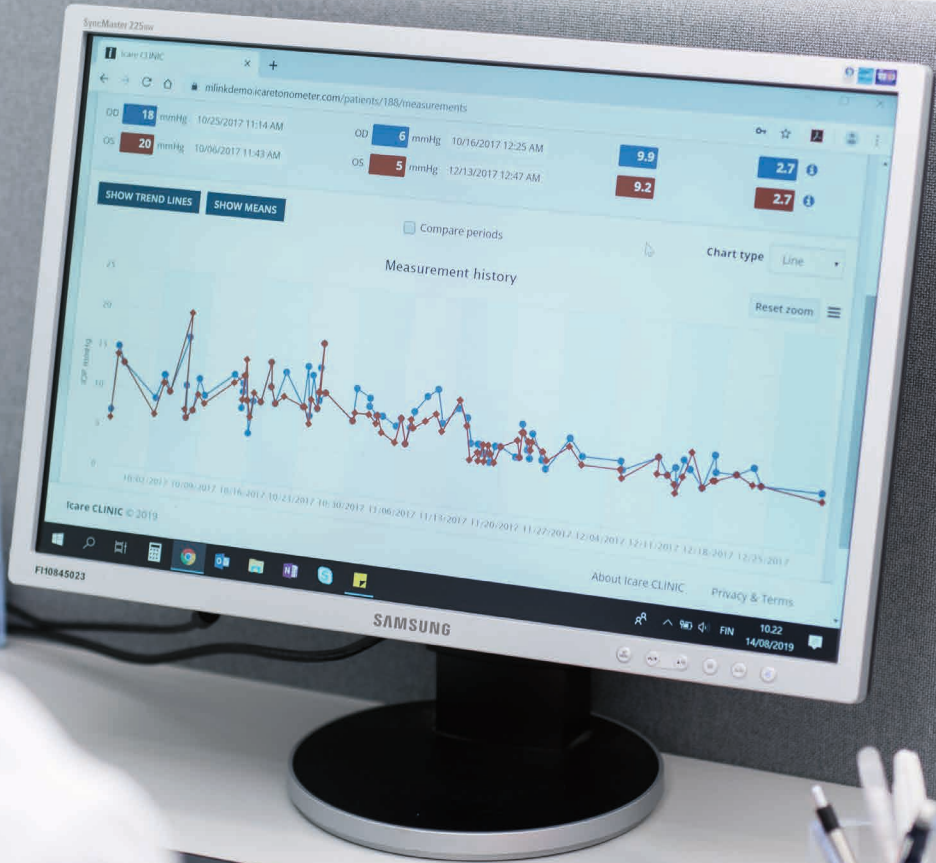 SyncMaster 225BW
Icare CLINIC
mlinkdemo.icaretonometer.com/patients/188/measurements
OD 18 mmHg 10/25/2017 11:14 AM OD 6 mmHg 10/16/2017 12:25 AM 9.9 2.7
OS 20 mmHg 10/06/2017 11:43 AM OS 5 mmHg 12/13/2017 12:47 AM 9.2 2.7
SHOW TREND LINES SHOW MEANS
Compare periods
Chart type Line
Measurement history
Reset zoom
25
20
15
10
5
0
IOP mmHg
10/02/2017 10/09/2017 10/16/2017 10/23/2017 10/30/2017 11/06/2017 11/13/2017 11/20/2017 11/27/2017 12/04/2017 12/11/2017 12/18/2017 12/25/2017
Icare CLINIC © 2019
About Icare CLINIC Privacy & Terms
FIN
10.22
14/08/2019
FI10845023
SAMSUNG